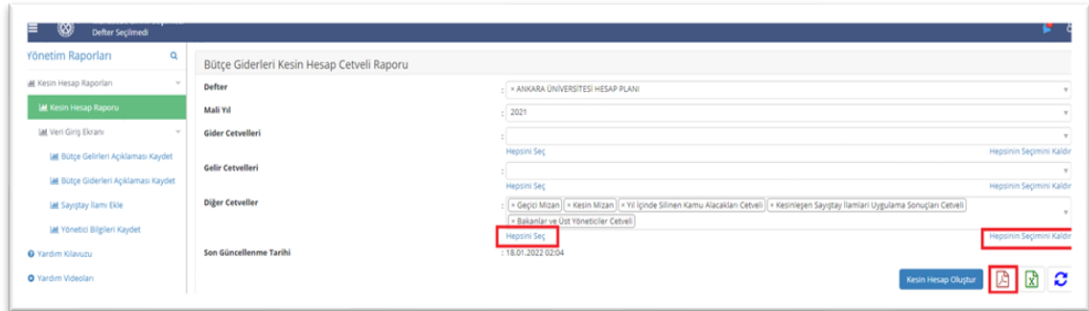 Defter Seçilmedi
Yönetim Raporları
Kesin Hesap Raporları
Kesin Hesap Raporu
Veri Giriş Ekranı
Bütçe Gelirleri Açıklaması Kaydet
Bütçe Giderleri Açıklaması Kaydet
Sayıştay İlamı Ekle
Yönetici Bilgileri Kaydet
Yardım Kılavuzu
Yardım Videoları
Bütçe Giderleri Kesin Hesap Cetveli Raporu
Defter : × ANKARA ÜNİVERSİTESİ HESAP PLANI
Mali Yıl : 2021
Gider Cetvelleri :
Hepsini Seç Hepsinin Seçimini Kaldır
Gelir Cetvelleri :
Hepsini Seç Hepsinin Seçimini Kaldır
Diğer Cetveller : × Geçici Mizan × Kesin Mizan × Yıl İçinde Silinen Kamu Alacakları Cetveli × Kesinleşen Sayıştay İlamları Uygulama Sonuçları Cetveli
× Bakanlar ve Üst Yöneticiler Cetveli
Hepsini Seç Hepsinin Seçimini Kaldır
Son Güncellenme Tarihi : 18.01.2022 02:04
Kesin Hesap Oluştur